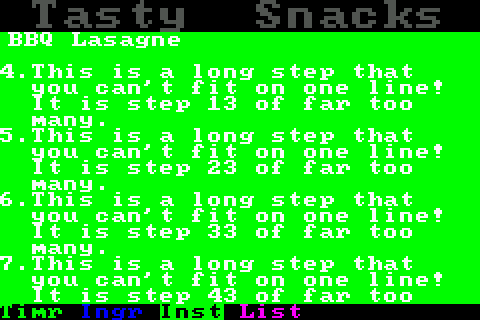 Tasty Snacks
BBQ Lasagne
4.This is a long step that
you can't fit on one line!
It is step 13 of far too
many.
5.This is a long step that
you can't fit on one line!
It is step 23 of far too
many.
6.This is a long step that
you can't fit on one line!
It is step 33 of far too
many.
7.This is a long step that
you can't fit on one line!
It is step 43 of far too
Timr Ingr Inst List